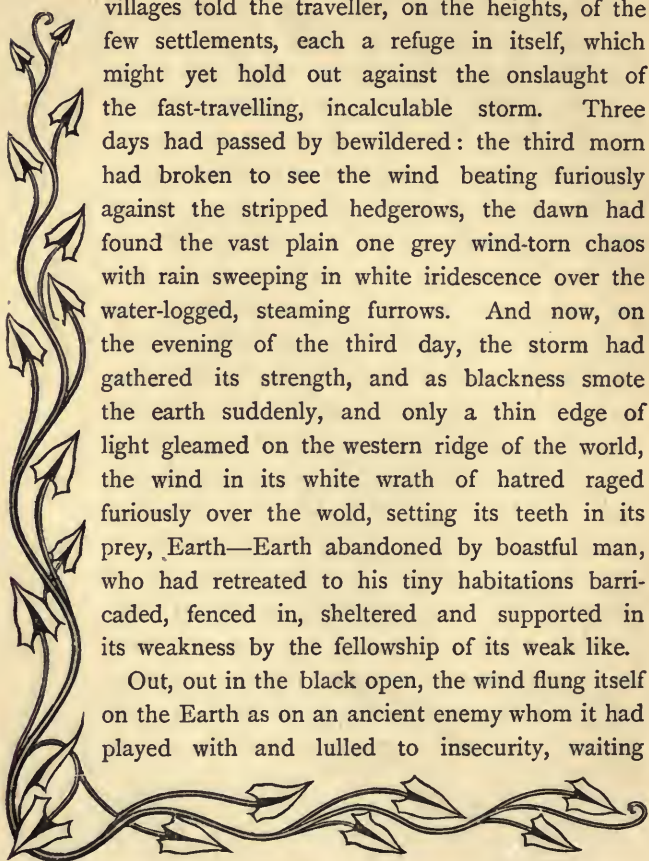 villages told the traveller, on the heights, of the
few settlements, each a refuge in itself, which
might yet hold out against the onslaught of
the fast-travelling, incalculable storm. Three
days had passed by bewildered: the third morn
had broken to see the wind beating furiously
against the stripped hedgerows, the dawn had
found the vast plain one grey wind-torn chaos
with rain sweeping in white iridescence over the
water-logged, steaming furrows. And now, on
the evening of the third day, the storm had
gathered its strength, and as blackness smote
the earth suddenly, and only a thin edge of
light gleamed on the western ridge of the world,
the wind in its white wrath of hatred raged
furiously over the wold, setting its teeth in its
prey, Earth—Earth abandoned by boastful man,
who had retreated to his tiny habitations barri-
caded, fenced in, sheltered and supported in
its weakness by the fellowship of its weak like.
Out, out in the black open, the wind flung itself
on the Earth as on an ancient enemy whom it had
played with and lulled to insecurity, waiting